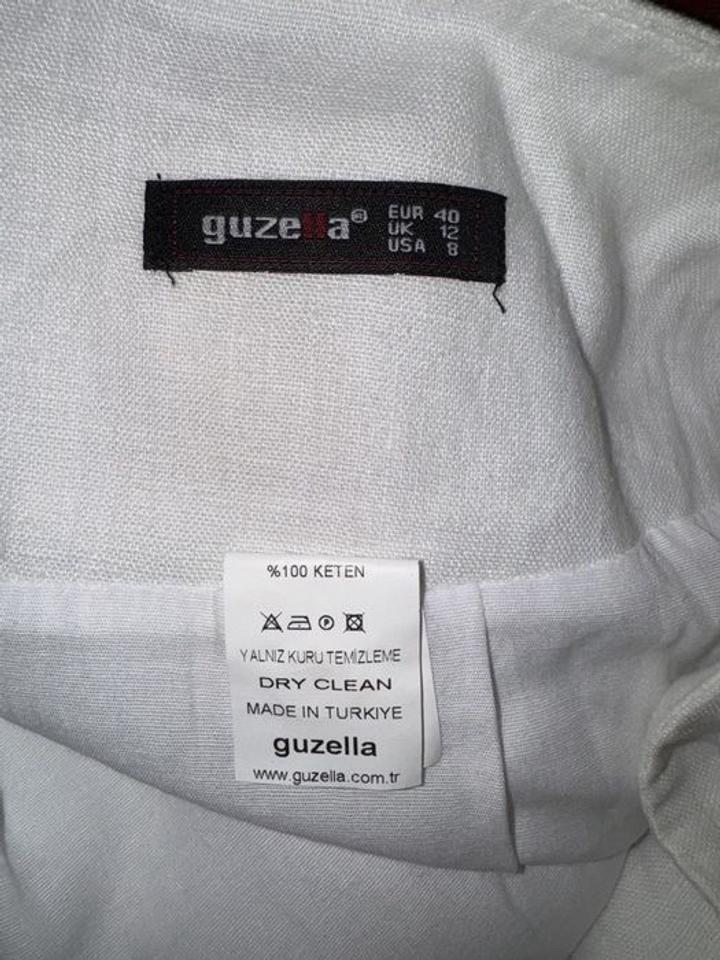 guzella®
EUR 40
UK 12
USA 8
%100 KETEN
YALNIZ KURU TEMİZLEME
DRY CLEAN
MADE IN TURKIYE
guzella
www.guzella.com.tr